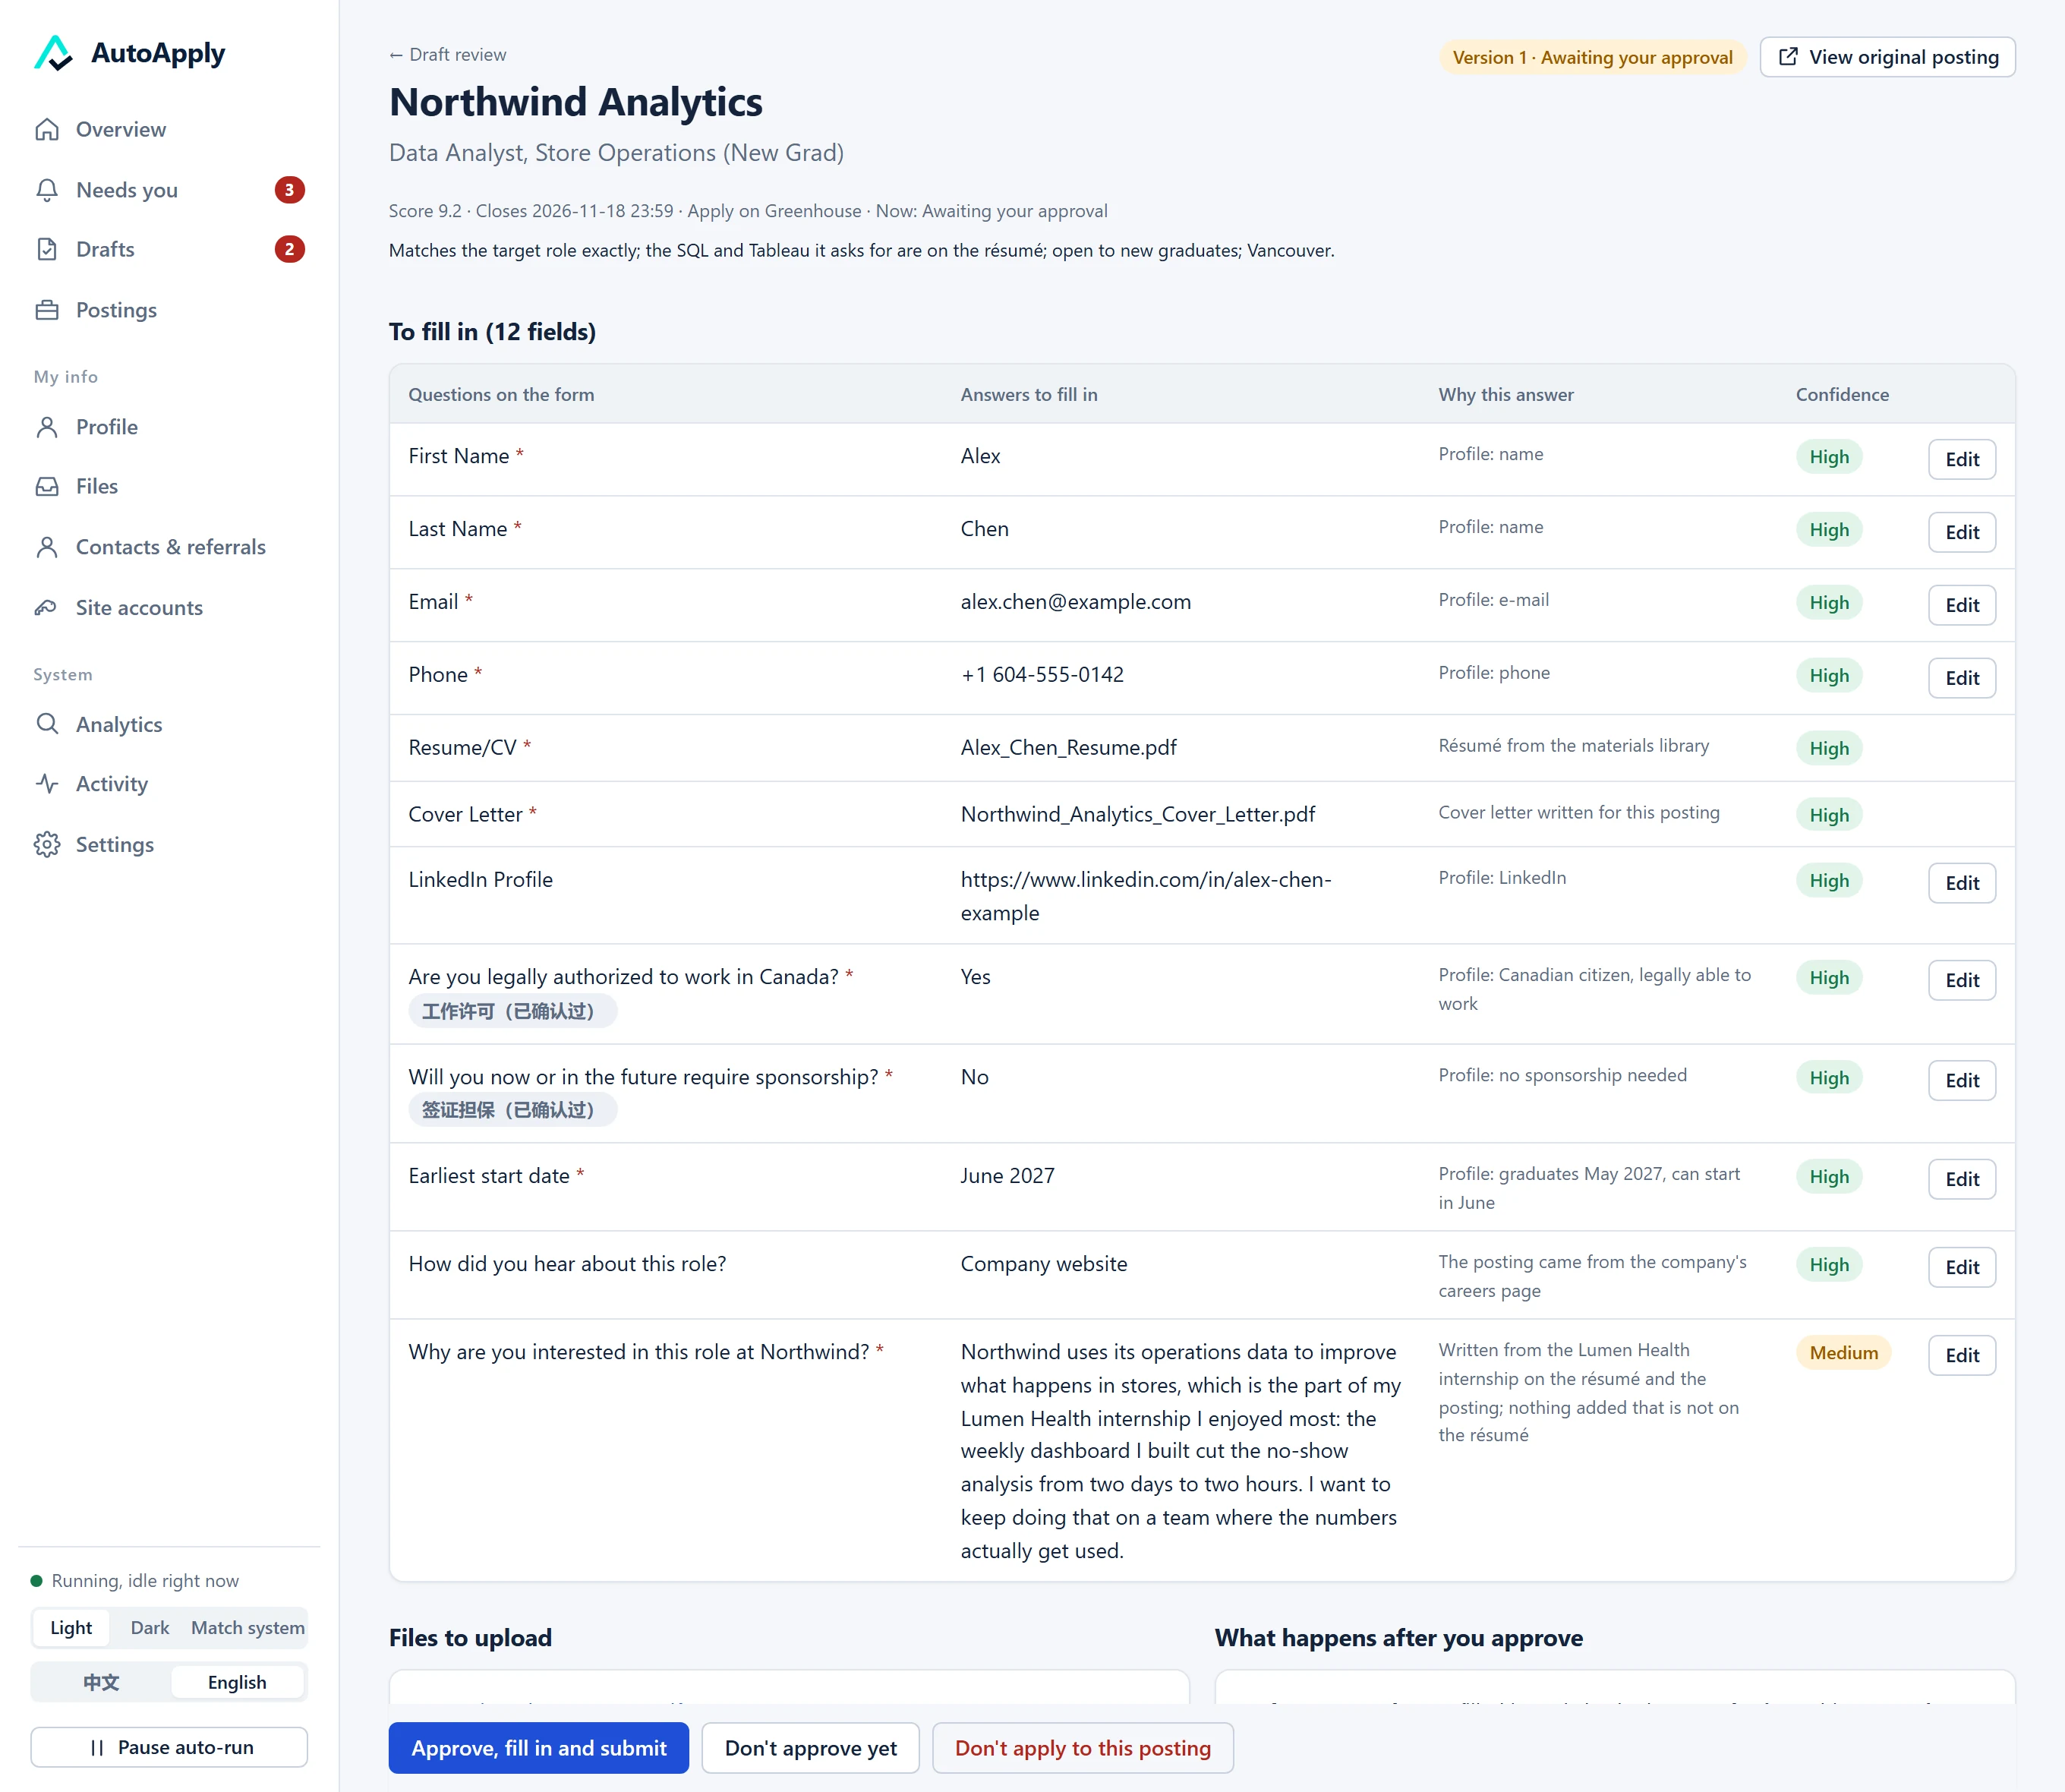 AutoApply
Overview
Needs you 3
Drafts 2
Postings
My info
Profile
Files
Contacts & referrals
Site accounts
System
Analytics
Activity
Settings
Running, idle right now
Light Dark Match system
中文 English
Pause auto-run
← Draft review
Version 1 · Awaiting your approval
View original posting
Northwind Analytics
Data Analyst, Store Operations (New Grad)
Score 9.2 · Closes 2026-11-18 23:59 · Apply on Greenhouse · Now: Awaiting your approval
Matches the target role exactly; the SQL and Tableau it asks for are on the résumé; open to new graduates; Vancouver.
To fill in (12 fields)
Questions on the form Answers to fill in Why this answer Confidence
First Name * Alex Profile: name High Edit
Last Name * Chen Profile: name High Edit
Email * alex.chen@example.com Profile: e-mail High Edit
Phone * +1 604-555-0142 Profile: phone High Edit
Resume/CV * Alex_Chen_Resume.pdf Résumé from the materials library High
Cover Letter * Northwind_Analytics_Cover_Letter.pdf Cover letter written for this posting High
LinkedIn Profile https://www.linkedin.com/in/alex-chen- Profile: LinkedIn High Edit
example
Are you legally authorized to work in Canada? * Yes Profile: Canadian citizen, legally able to High Edit
工作许可（已确认过） work
Will you now or in the future require sponsorship? * No Profile: no sponsorship needed High Edit
签证担保（已确认过）
Earliest start date * June 2027 Profile: graduates May 2027, can start High Edit
in June
How did you hear about this role? Company website The posting came from the company's High Edit
careers page
Why are you interested in this role at Northwind? * Northwind uses its operations data to improve Written from the Lumen Health Medium Edit
what happens in stores, which is the part of my internship on the résumé and the
Lumen Health internship I enjoyed most: the posting; nothing added that is not on
weekly dashboard I built cut the no-show the résumé
analysis from two days to two hours. I want to
keep doing that on a team where the numbers
actually get used.
Files to upload
What happens after you approve
Approve, fill in and submit
Don't approve yet
Don't apply to this posting